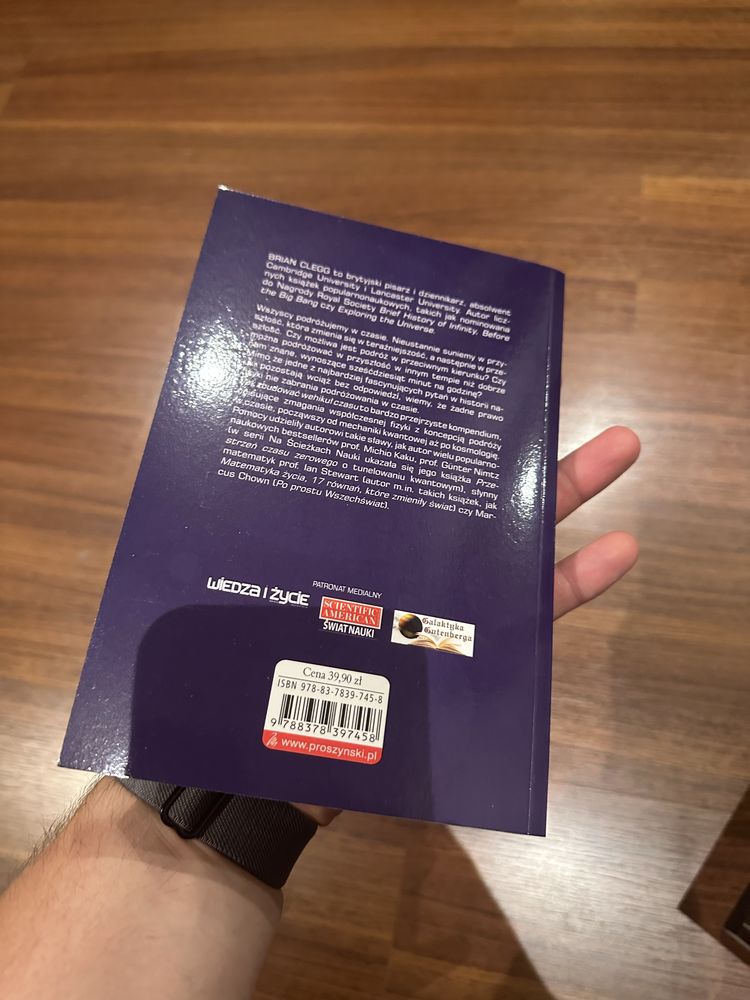 BRIAN CLEGG to brytyjski pisarz i dziennikarz, absolwent
Cambridge University i Lancaster University. Autor licz-
nych książek popularnonaukowych, takich jak nominowana
do Nagrody Royal Society Brief History of Infinity, Before
the Big Bang czy Exploring the Universe.
Wszyscy podróżujemy w czasie. Nieustannie suniemy w przy-
szłość, która zmienia się w teraźniejszość, a następnie w prze-
szłość. Czy możliwa jest podróż w przeciwnym kierunku? Czy
można podróżować w przyszłość w innym tempie niż dobrze
nam znane, wynoszące sześćdziesiąt minut na godzinę?
Mimo że jedne z najbardziej fascynujących pytań w historii na-
pozostają wciąż bez odpowiedzi, wiemy, że żadne prawo
nie zabrania podróżowania w czasie.
zbudować wehikuł czasu to bardzo przejrzyste kompendium,
opisujące zmagania współczesnej fizyki z koncepcją podróży
w czasie, począwszy od mechaniki kwantowej aż po kosmologię.
Pomocy udzieliły autorowi takie sławy, jak autor wielu popularno-
naukowych bestsellerów prof. Michio Kaku, prof. Günter Nimtz
(w serii Na Ścieżkach Nauki ukazała się jego książka Prze-
strzeń czasu zerowego o tunelowaniu kwantowym), słynny
matematyk prof. Ian Stewart (autor m.in. takich książek, jak
Matematyka życia, 17 równań, które zmieniły świat) czy Mar-
cus Chown (Po prostu Wszechświat).
PATRONAT MEDIALNY
WIEDZA I ŻYCIE
SCIENTIFIC
AMERICAN
ŚWIAT NAUKI
Galaktyka
Gutenberga
Cena 39,90 zł
ISBN 978-83-7839-745-8
9 788378 397458
www.proszynski.pl